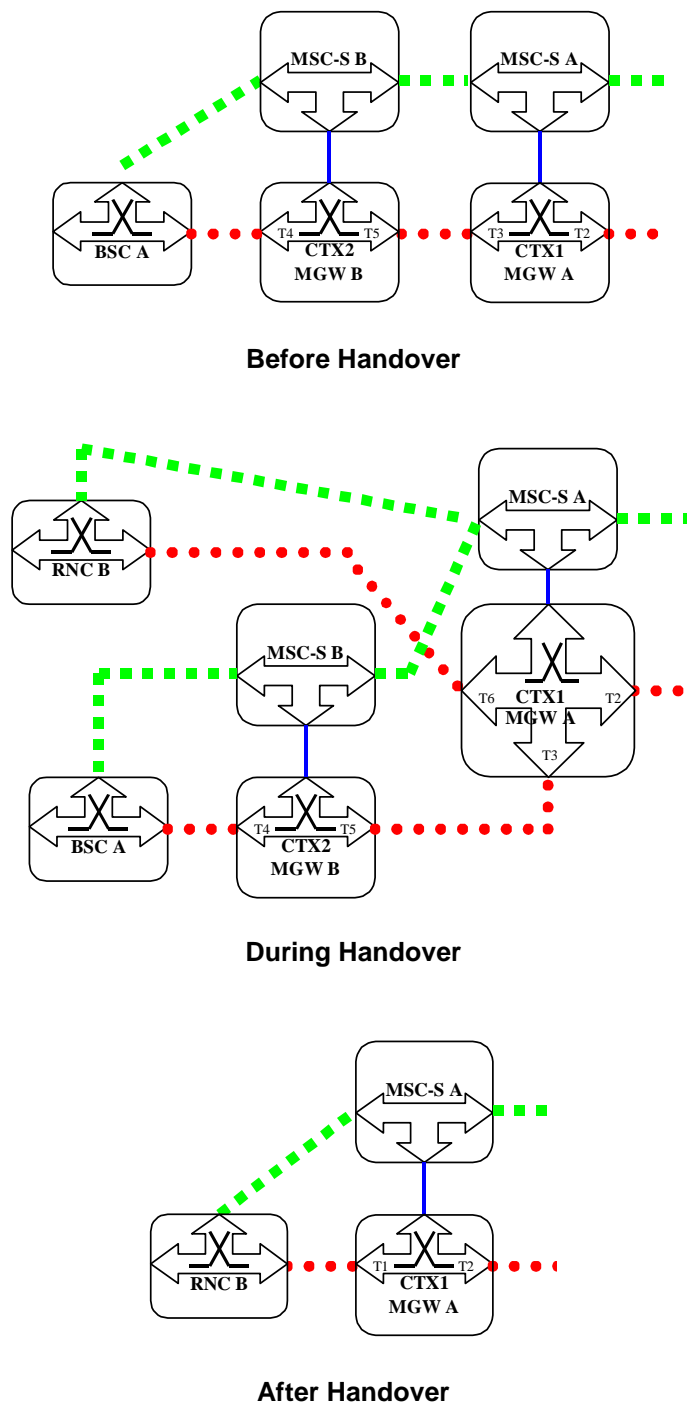 MSC-S B
MSC-S A
BSC A
T4
T5
CTX2
MGW B
T3
T2
CTX1
MGW A
Before Handover
MSC-S A
RNC B
MSC-S B
T6
CTX1
T2
MGW A
T3
BSC A
T4
T5
CTX2
MGW B
During Handover
MSC-S A
RNC B
T1
T2
CTX1
MGW A
After Handover